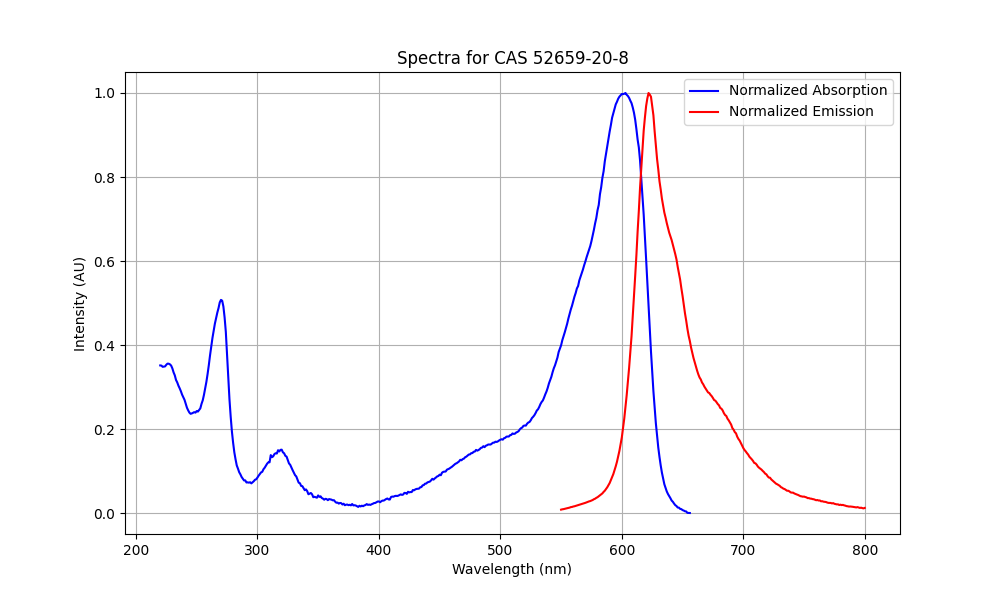 Spectra for CAS 52659-20-8
Normalized Absorption
Normalized Emission
Intensity (AU)
1.0
0.8
0.6
0.4
0.2
0.0
200 300 400 500 600 700 800
Wavelength (nm)